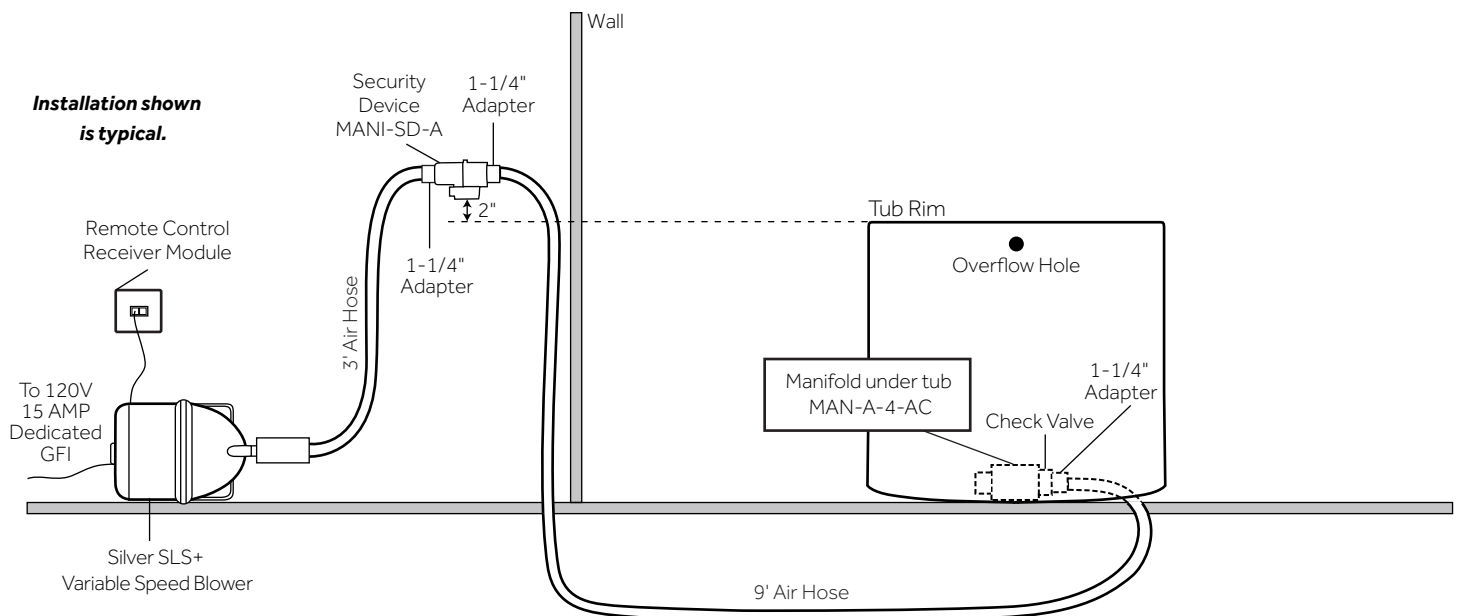 Wall
Installation shown
is typical.
Security
Device
MANI-SD-A
1-1/4"
Adapter
2"
1-1/4"
Adapter
Remote Control
Receiver Module
3' Air Hose
To 120V
15 AMP
Dedicated
GFI
Silver SLS+
Variable Speed Blower
Tub Rim
Overflow Hole
Manifold under tub
MAN-A-4-AC
Check Valve
1-1/4"
Adapter
9' Air Hose